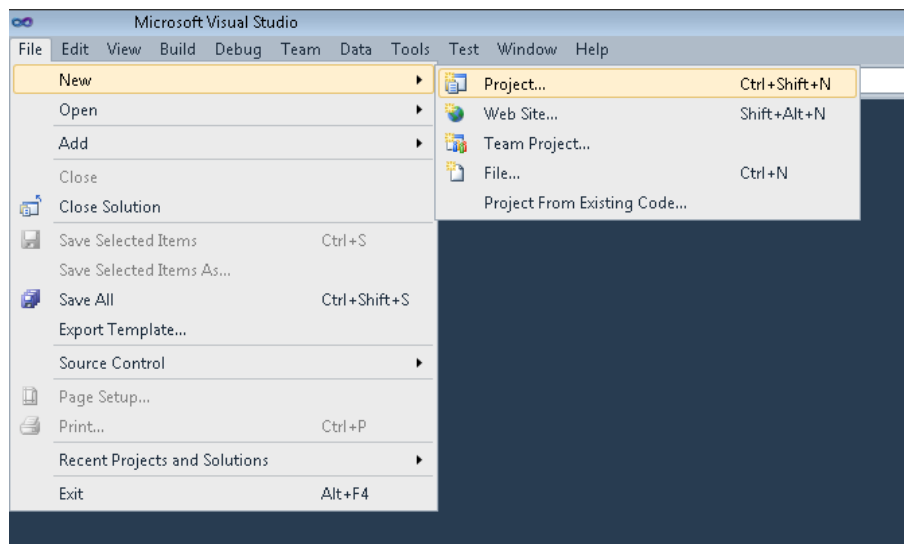 Microsoft Visual Studio
File Edit View Build Debug Team Data Tools Test Window Help
New
Open
Add
Close
Close Solution
Save Selected Items Ctrl+S
Save Selected Items As...
Save All Ctrl+Shift+S
Export Template...
Source Control
Page Setup...
Print... Ctrl+P
Recent Projects and Solutions
Exit Alt+F4
Project... Ctrl+Shift+N
Web Site... Shift+Alt+N
Team Project...
File... Ctrl+N
Project From Existing Code...